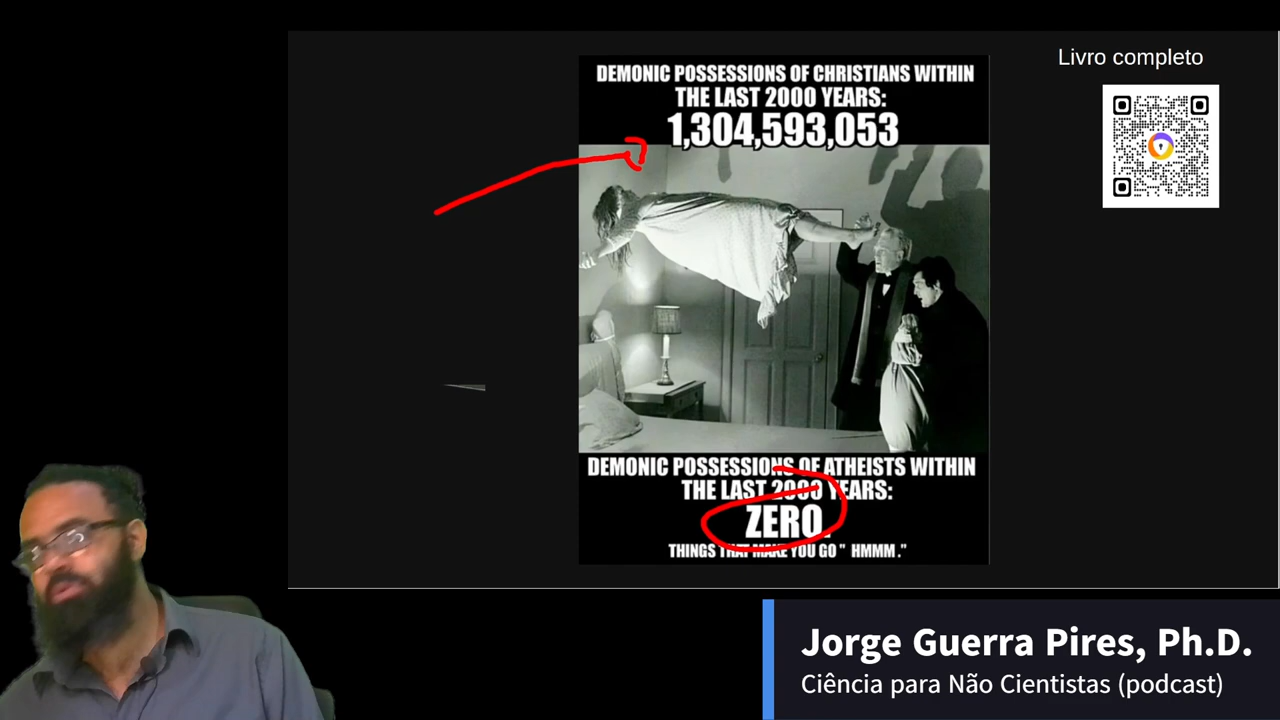 DEMONIC POSSESSIONS OF CHRISTIANS WITHIN
THE LAST 2000 YEARS:
1,304,593,053
DEMONIC POSSESSIONS OF ATHEISTS WITHIN
THE LAST 2000 YEARS:
ZERO.
THINGS THAT MAKE YOU GO " HMMM ."
Livro completo
Jorge Guerra Pires, Ph.D.
Ciência para Não Cientistas (podcast)